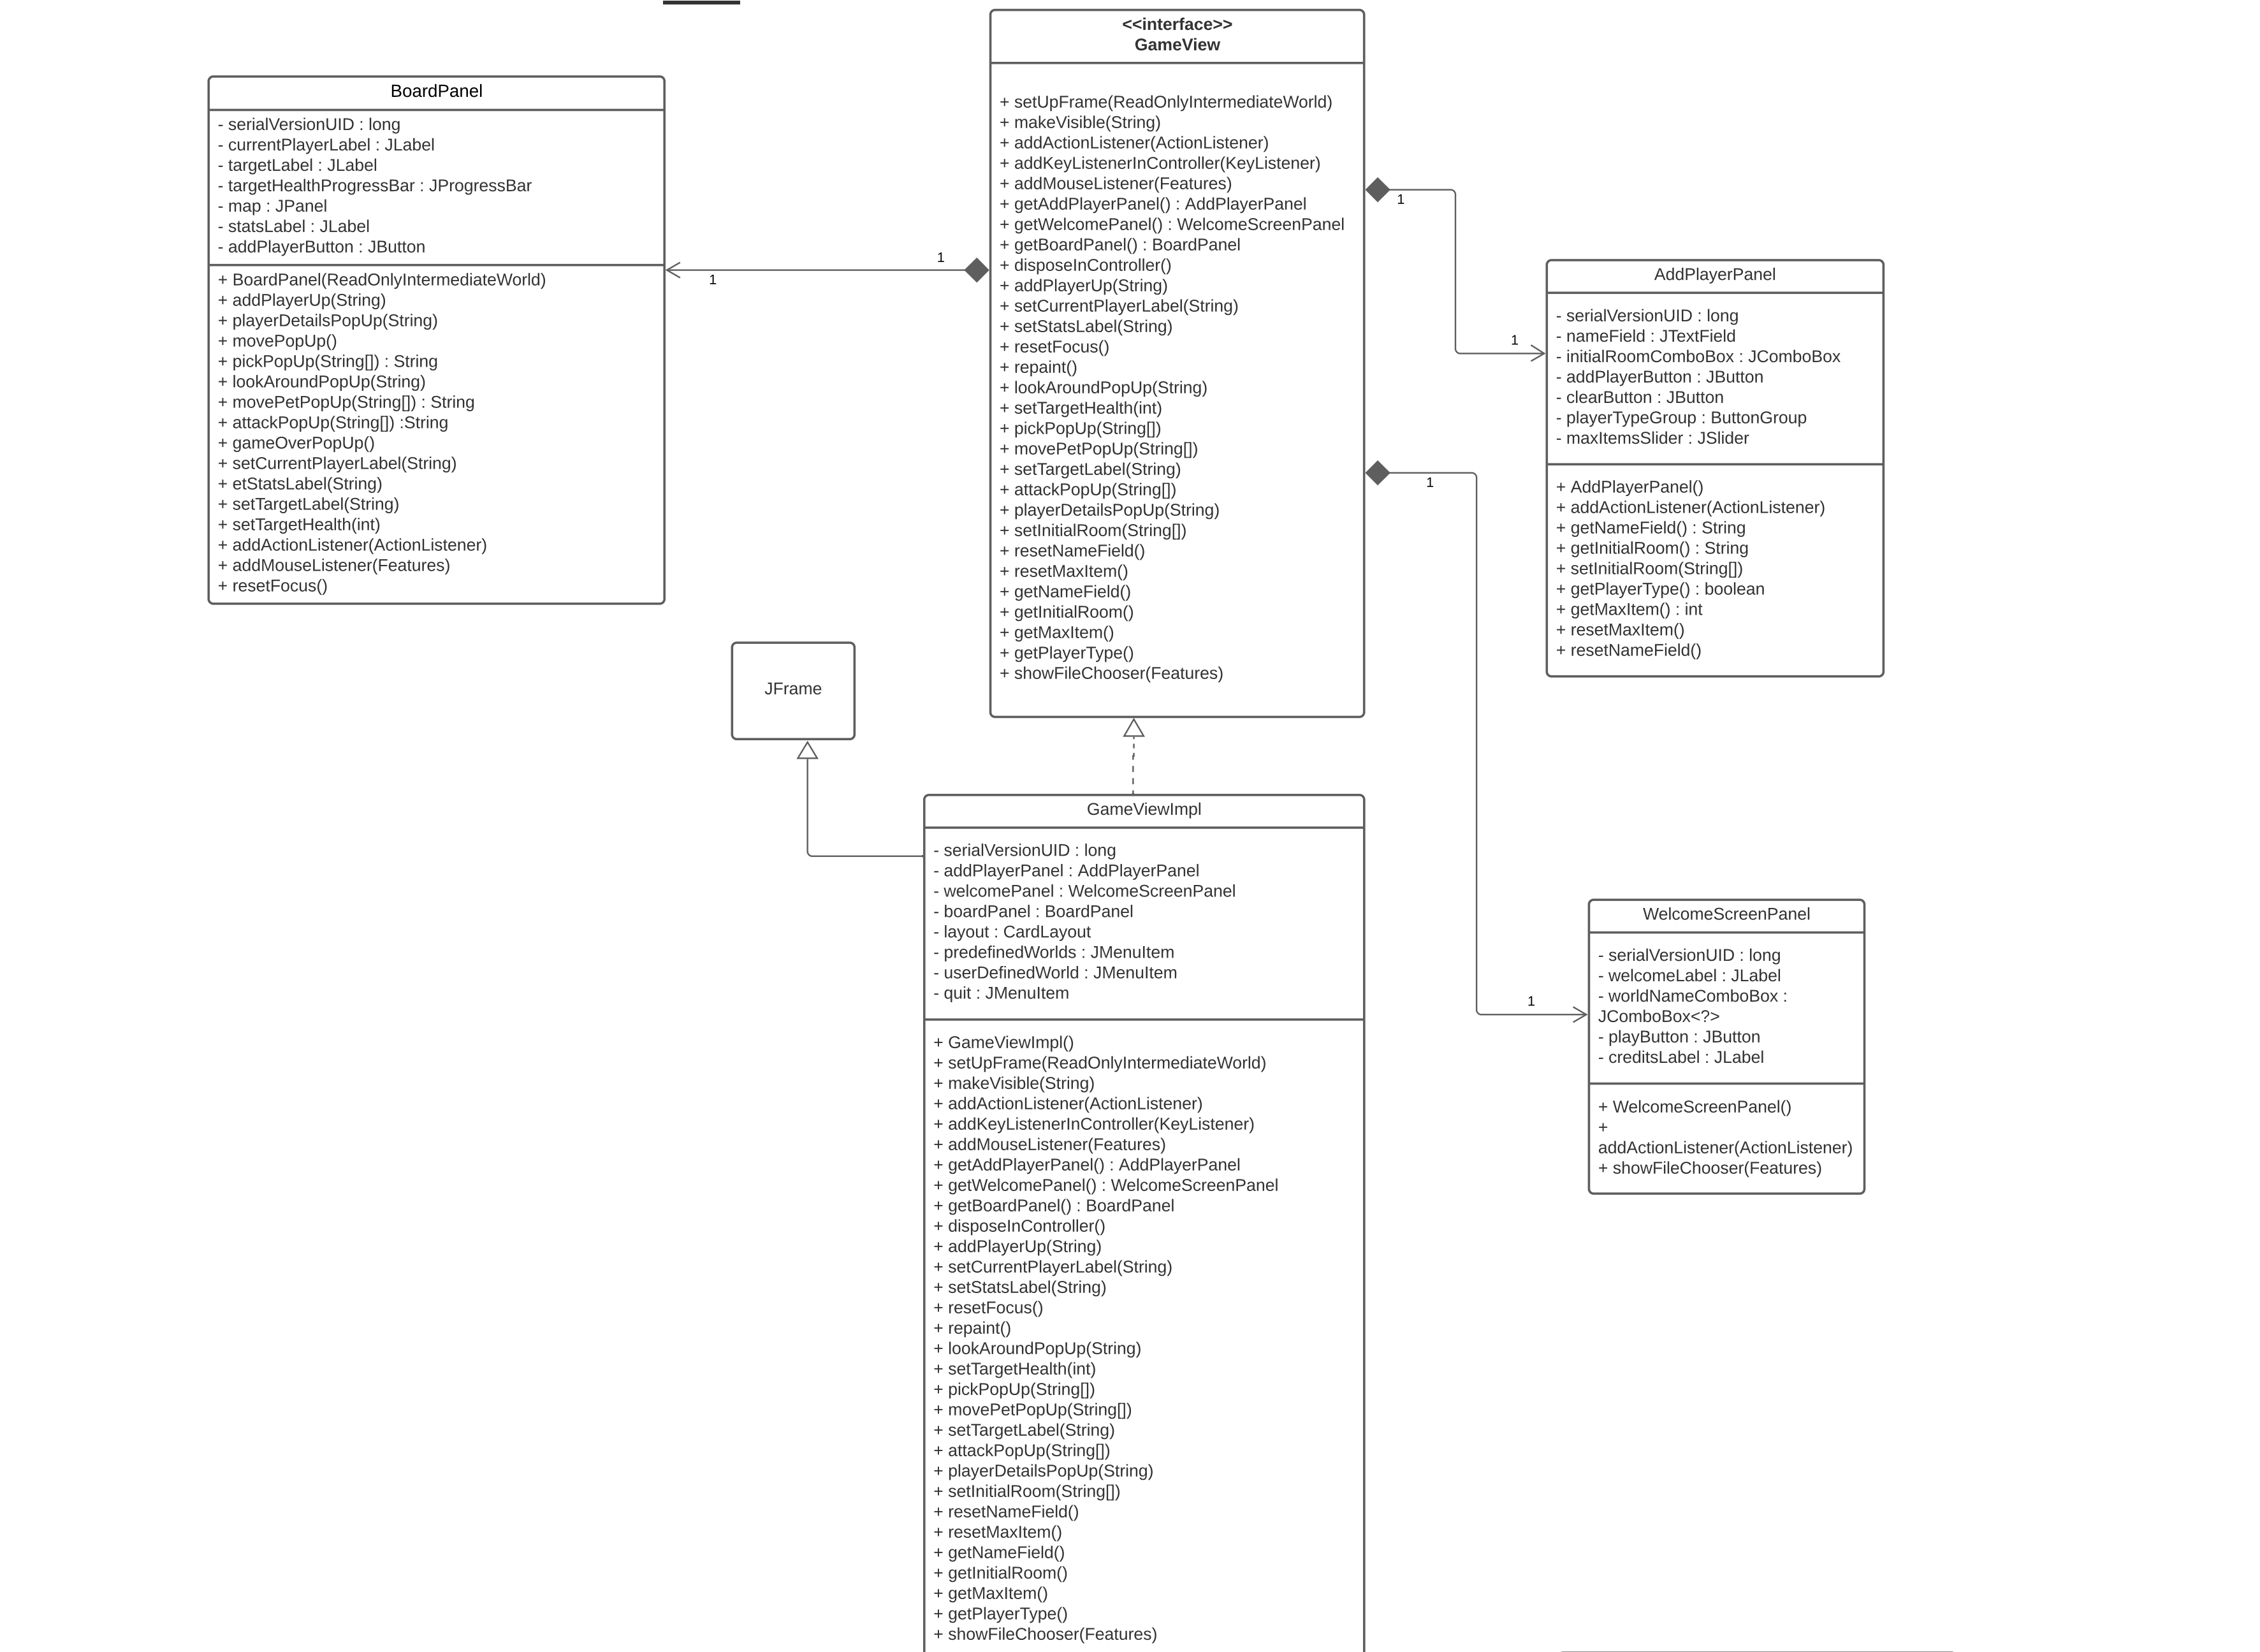 <<interface>>
GameView
+ setUpFrame(ReadOnlyIntermediateWorld)
+ makeVisible(String)
+ addActionListener(ActionListener)
+ addKeyListenerInController(KeyListener)
+ addMouseListener(Features)
+ getAddPlayerPanel() : AddPlayerPanel
+ getWelcomePanel() : WelcomeScreenPanel
+ getBoardPanel() : BoardPanel
+ disposeInController()
+ addPlayerUp(String)
+ setCurrentPlayerLabel(String)
+ setStatsLabel(String)
+ resetFocus()
+ repaint()
+ lookAroundPopUp(String)
+ setTargetHealth(int)
+ pickPopUp(String[])
+ movePetPopUp(String[])
+ setTargetLabel(String)
+ attackPopUp(String[])
+ playerDetailsPopUp(String)
+ setInitialRoom(String[])
+ resetNameField()
+ resetMaxItem()
+ getNameField()
+ getInitialRoom()
+ getMaxItem()
+ getPlayerType()
+ showFileChooser(Features)
BoardPanel
- serialVersionUID : long
- currentPlayerLabel : JLabel
- targetLabel : JLabel
- targetHealthProgressBar : JProgressBar
- map : JPanel
- statsLabel : JLabel
- addPlayerButton : JButton
+ BoardPanel(ReadOnlyIntermediateWorld)
+ addPlayerUp(String)
+ playerDetailsPopUp(String)
+ movePopUp()
+ pickPopUp(String[]) : String
+ lookAroundPopUp(String)
+ movePetPopUp(String[]) : String
+ attackPopUp(String[]) :String
+ gameOverPopUp()
+ setCurrentPlayerLabel(String)
+ etStatsLabel(String)
+ setTargetLabel(String)
+ setTargetHealth(int)
+ addActionListener(ActionListener)
+ addMouseListener(Features)
+ resetFocus()
1
1
1
1
1
1
AddPlayerPanel
- serialVersionUID : long
- nameField : JTextField
- initialRoomComboBox : JComboBox
- addPlayerButton : JButton
- clearButton : JButton
- playerTypeGroup : ButtonGroup
- maxItemsSlider : JSlider
+ AddPlayerPanel()
+ addActionListener(ActionListener)
+ getNameField() : String
+ getInitialRoom() : String
+ setInitialRoom(String[])
+ getPlayerType() : boolean
+ getMaxItem() : int
+ resetMaxItem()
+ resetNameField()
JFrame
GameViewImpl
- serialVersionUID : long
- addPlayerPanel : AddPlayerPanel
- welcomePanel : WelcomeScreenPanel
- boardPanel : BoardPanel
- layout : CardLayout
- predefinedWorlds : JMenuItem
- userDefinedWorld : JMenuItem
- quit : JMenuItem
+ GameViewImpl()
+ setUpFrame(ReadOnlyIntermediateWorld)
+ makeVisible(String)
+ addActionListener(ActionListener)
+ addKeyListenerInController(KeyListener)
+ addMouseListener(Features)
+ getAddPlayerPanel() : AddPlayerPanel
+ getWelcomePanel() : WelcomeScreenPanel
+ getBoardPanel() : BoardPanel
+ disposeInController()
+ addPlayerUp(String)
+ setCurrentPlayerLabel(String)
+ setStatsLabel(String)
+ resetFocus()
+ repaint()
+ lookAroundPopUp(String)
+ setTargetHealth(int)
+ pickPopUp(String[])
+ movePetPopUp(String[])
+ setTargetLabel(String)
+ attackPopUp(String[])
+ playerDetailsPopUp(String)
+ setInitialRoom(String[])
+ resetNameField()
+ resetMaxItem()
+ getNameField()
+ getInitialRoom()
+ getMaxItem()
+ getPlayerType()
+ showFileChooser(Features)
WelcomeScreenPanel
- serialVersionUID : long
- welcomeLabel : JLabel
- worldNameComboBox :
JComboBox<?>
- playButton : JButton
- creditsLabel : JLabel
+ WelcomeScreenPanel()
+
addActionListener(ActionListener)
+ showFileChooser(Features)